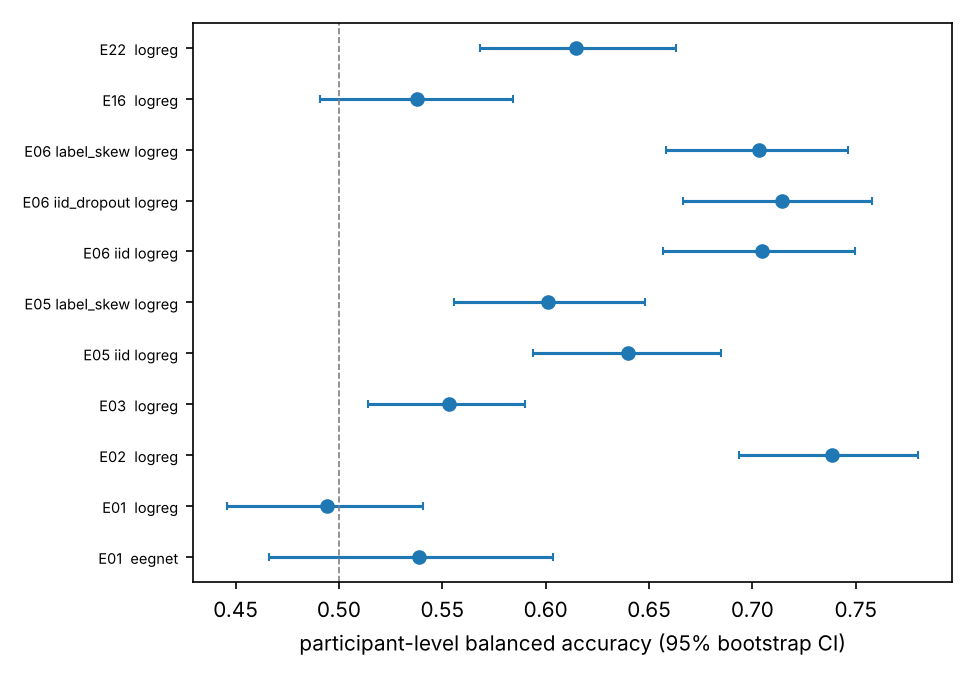 E22 logreg
E16 logreg
E06 label_skew logreg
E06 iid_dropout logreg
E06 iid logreg
E05 label_skew logreg
E05 iid logreg
E03 logreg
E02 logreg
E01 logreg
E01 eegnet
0.45 0.50 0.55 0.60 0.65 0.70 0.75
participant-level balanced accuracy (95% bootstrap CI)